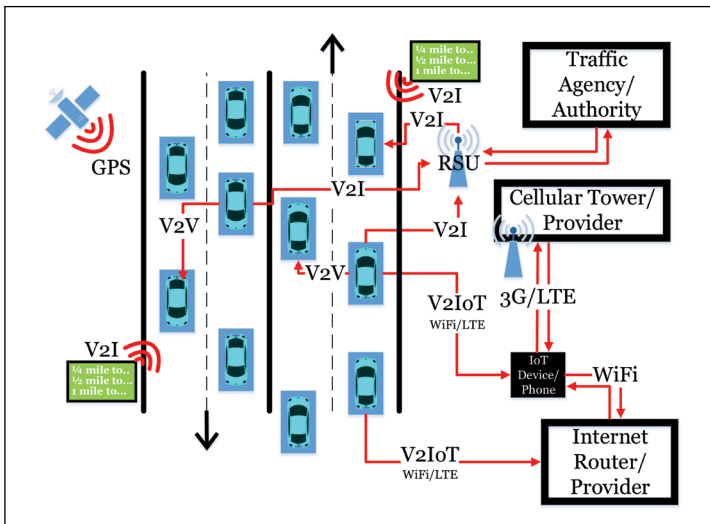 ¼ mile to..
½ mile to...
1 mile to...
V2I
GPS
V2I
RSU
Traffic
Agency/
Authority
V2I
V2V
V2I
V2V
Cellular Tower/
Provider
3G/LTE
V2IoT
WiFi/LTE
V2I
¼ mile to..
½ mile to...
1 mile to...
IoT
Device/
Phone
WiFi
V2IoT
WiFi/LTE
Internet
Router/
Provider